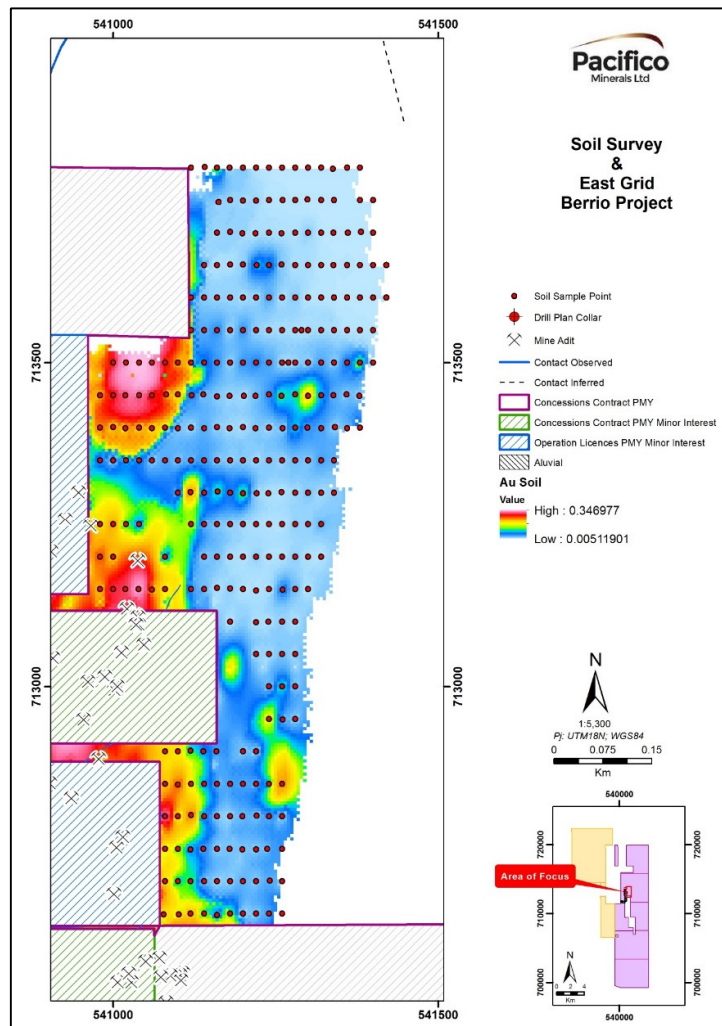 541000
541500
Pacifico
Minerals Ltd
Soil Survey
&
East Grid
Berrio Project
Soil Sample Point
Drill Plan Collar
Mine Adit
Contact Observed
Contact Inferred
Concessions Contract PMY
Concessions Contract PMY Minor Interest
Operation Licences PMY Minor Interest
Aluvial
Au Soil
Value
High : 0.346977
Low : 0.00511901
713500
713500
713000
713000
N
1:5,300
Pj: UTM18N; WGS84
0 0.075 0.15
Km
540000
720000
720000
Area of Focus
710000
710000
N
0 2 4
Km
700000
700000
540000
541000
541500